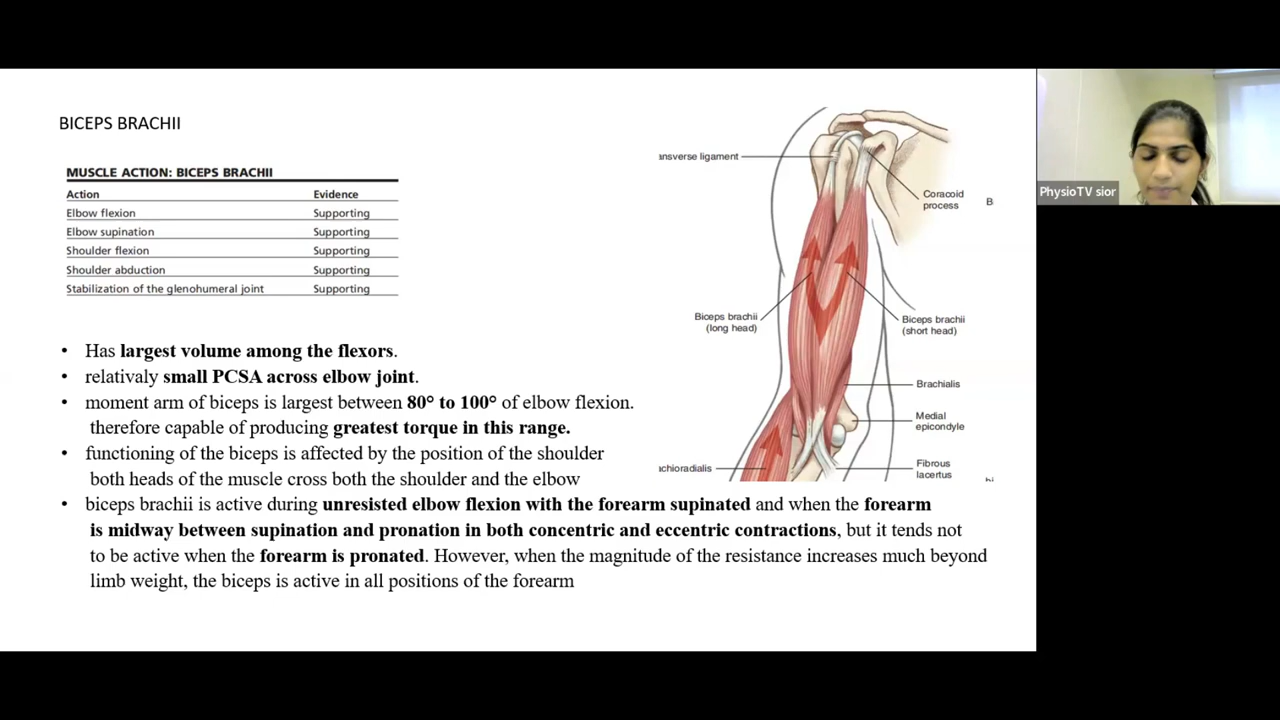 BICEPS BRACHII
MUSCLE ACTION: BICEPS BRACHII
Action Evidence
Elbow flexion Supporting
Elbow supination Supporting
Shoulder flexion Supporting
Shoulder abduction Supporting
Stabilization of the glenohumeral joint Supporting
• Has largest volume among the flexors.
• relativaly small PCSA across elbow joint.
• moment arm of biceps is largest between 80° to 100° of elbow flexion.
therefore capable of producing greatest torque in this range.
• functioning of the biceps is affected by the position of the shoulder
both heads of the muscle cross both the shoulder and the elbow
• biceps brachii is active during unresisted elbow flexion with the forearm supinated and when the forearm
is midway between supination and pronation in both concentric and eccentric contractions, but it tends not
to be active when the forearm is pronated. However, when the magnitude of the resistance increases much beyond
limb weight, the biceps is active in all positions of the forearm
ansverse ligament
Coracoid
process
B
Biceps brachii
(long head)
Biceps brachii
(short head)
Brachialis
Medial
epicondyle
achioradialis
Fibrous
lacertus
PhysioTV sior